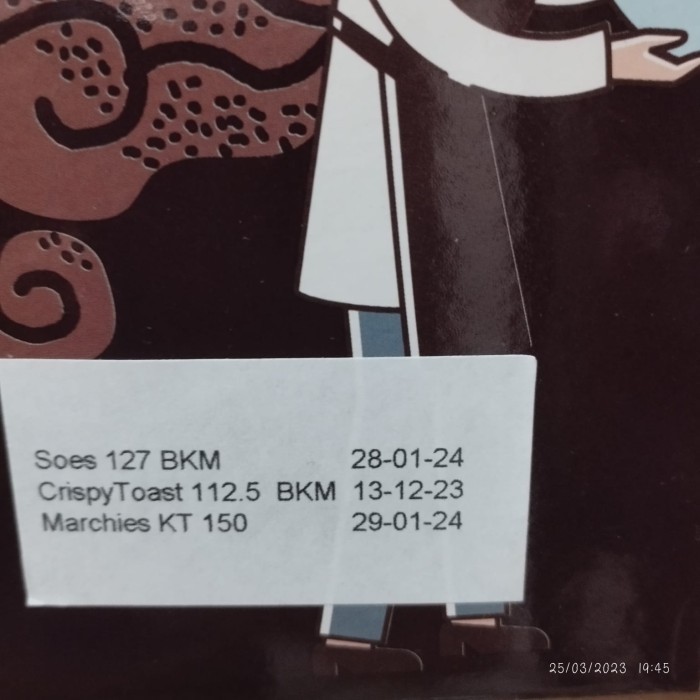 Soes 127 BKM 28-01-24
CrispyToast 112.5 BKM 13-12-23
Marchies KT 150 29-01-24
25/03/2023 19:45